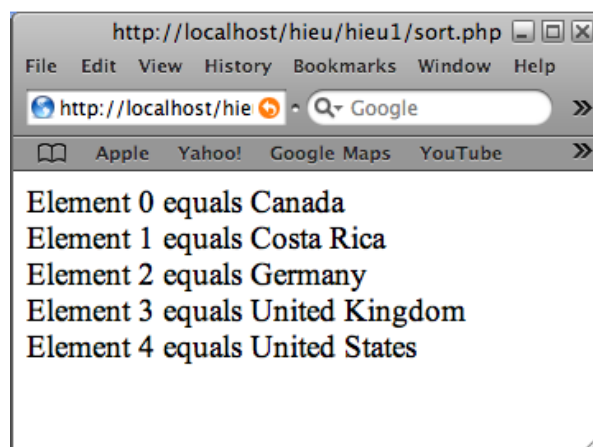 http://localhost/hieu/hieu1/sort.php
File Edit View History Bookmarks Window Help
http://localhost/hie Google
Apple Yahoo! Google Maps YouTube
Element 0 equals Canada
Element 1 equals Costa Rica
Element 2 equals Germany
Element 3 equals United Kingdom
Element 4 equals United States